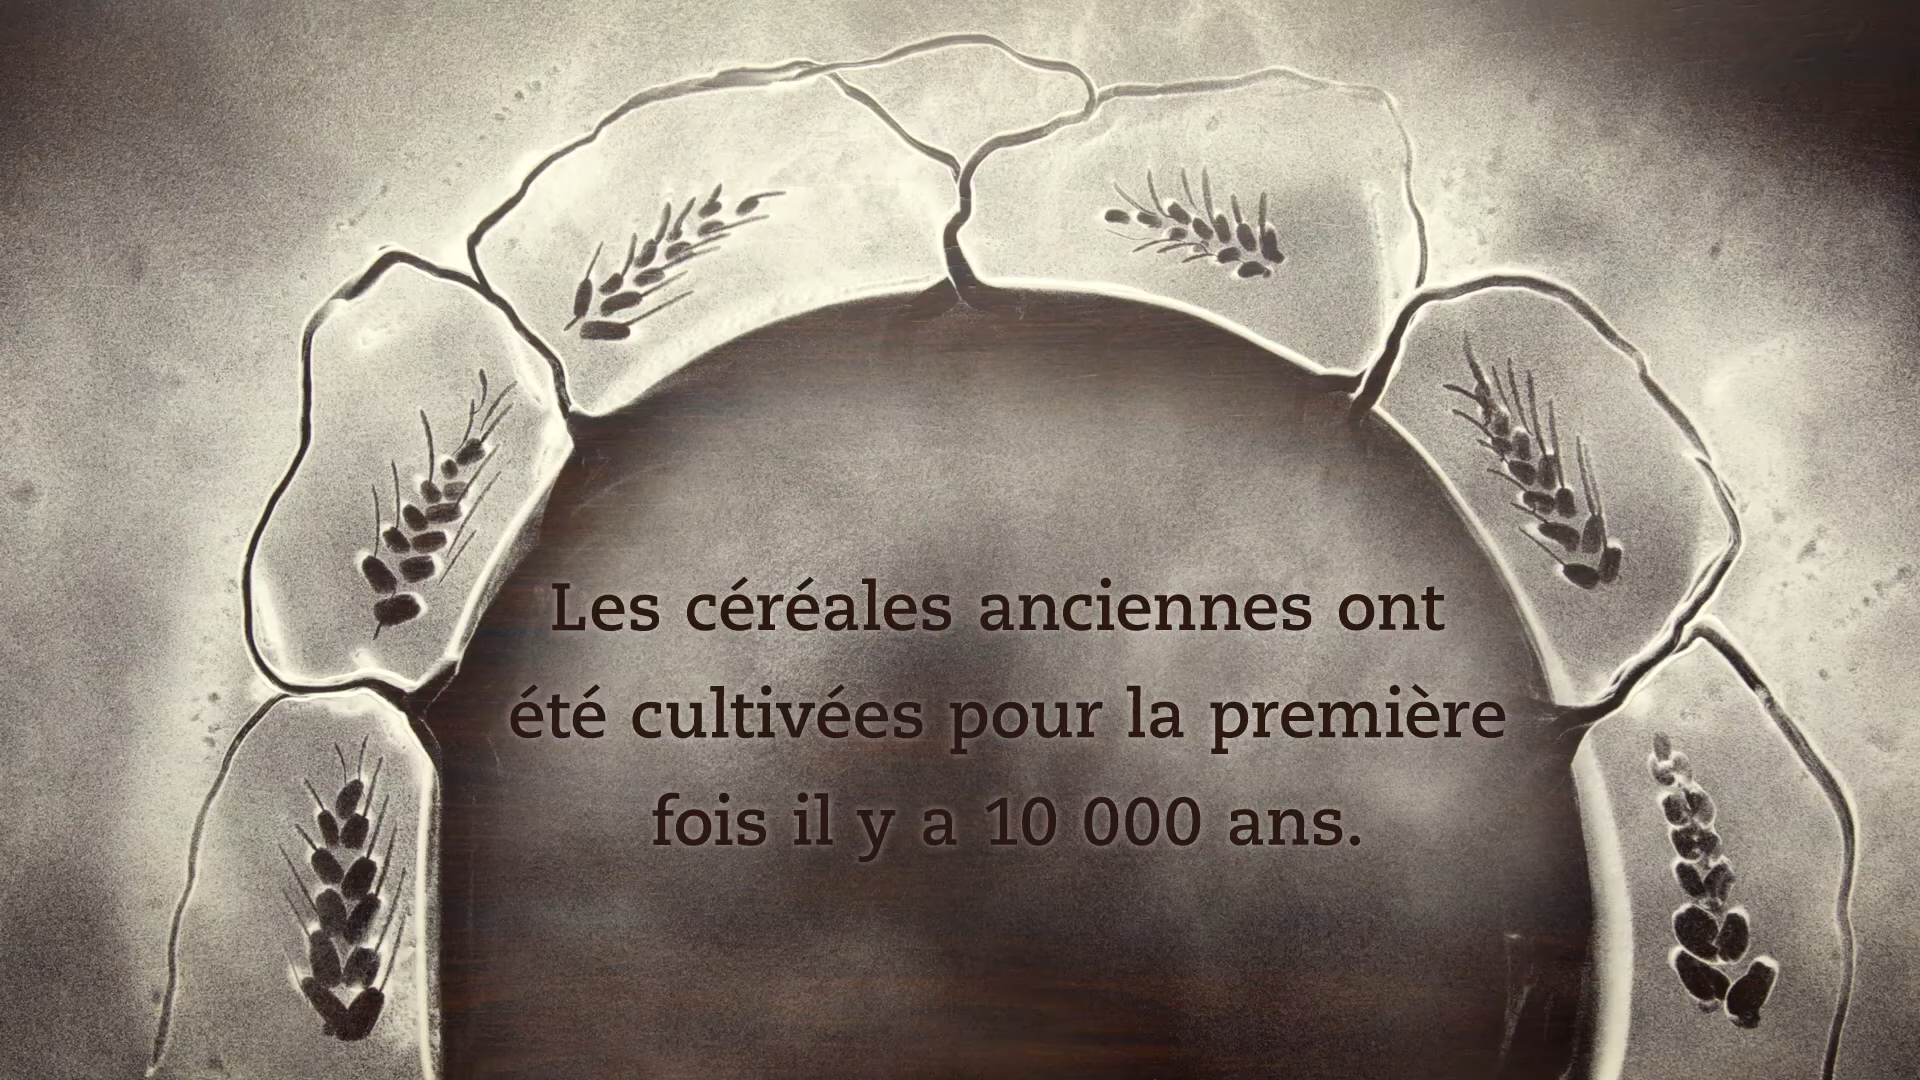 Les céréales anciennes ont
été cultivées pour la première
fois il y a 10 000 ans.